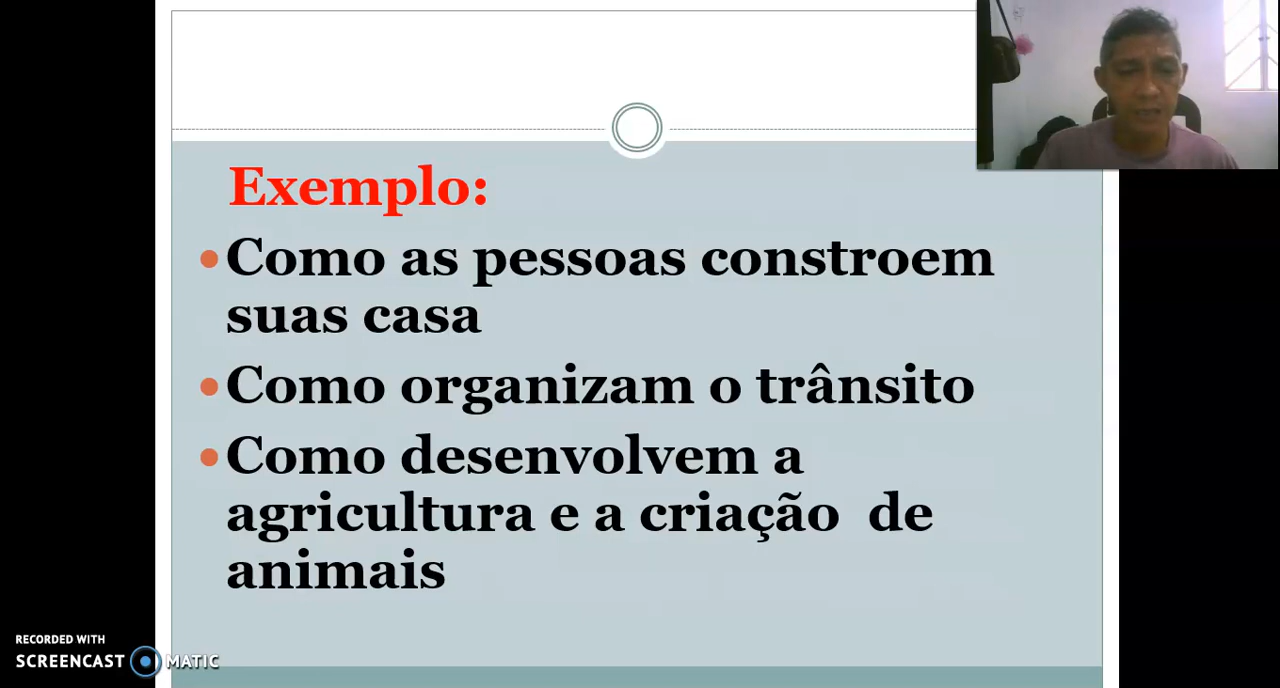 Exemplo:
Como as pessoas constroem
suas casa
Como organizam o trânsito
Como desenvolvem a
agricultura e a criação de
animais
RECORDED WITH
SCREENCAST MATIC